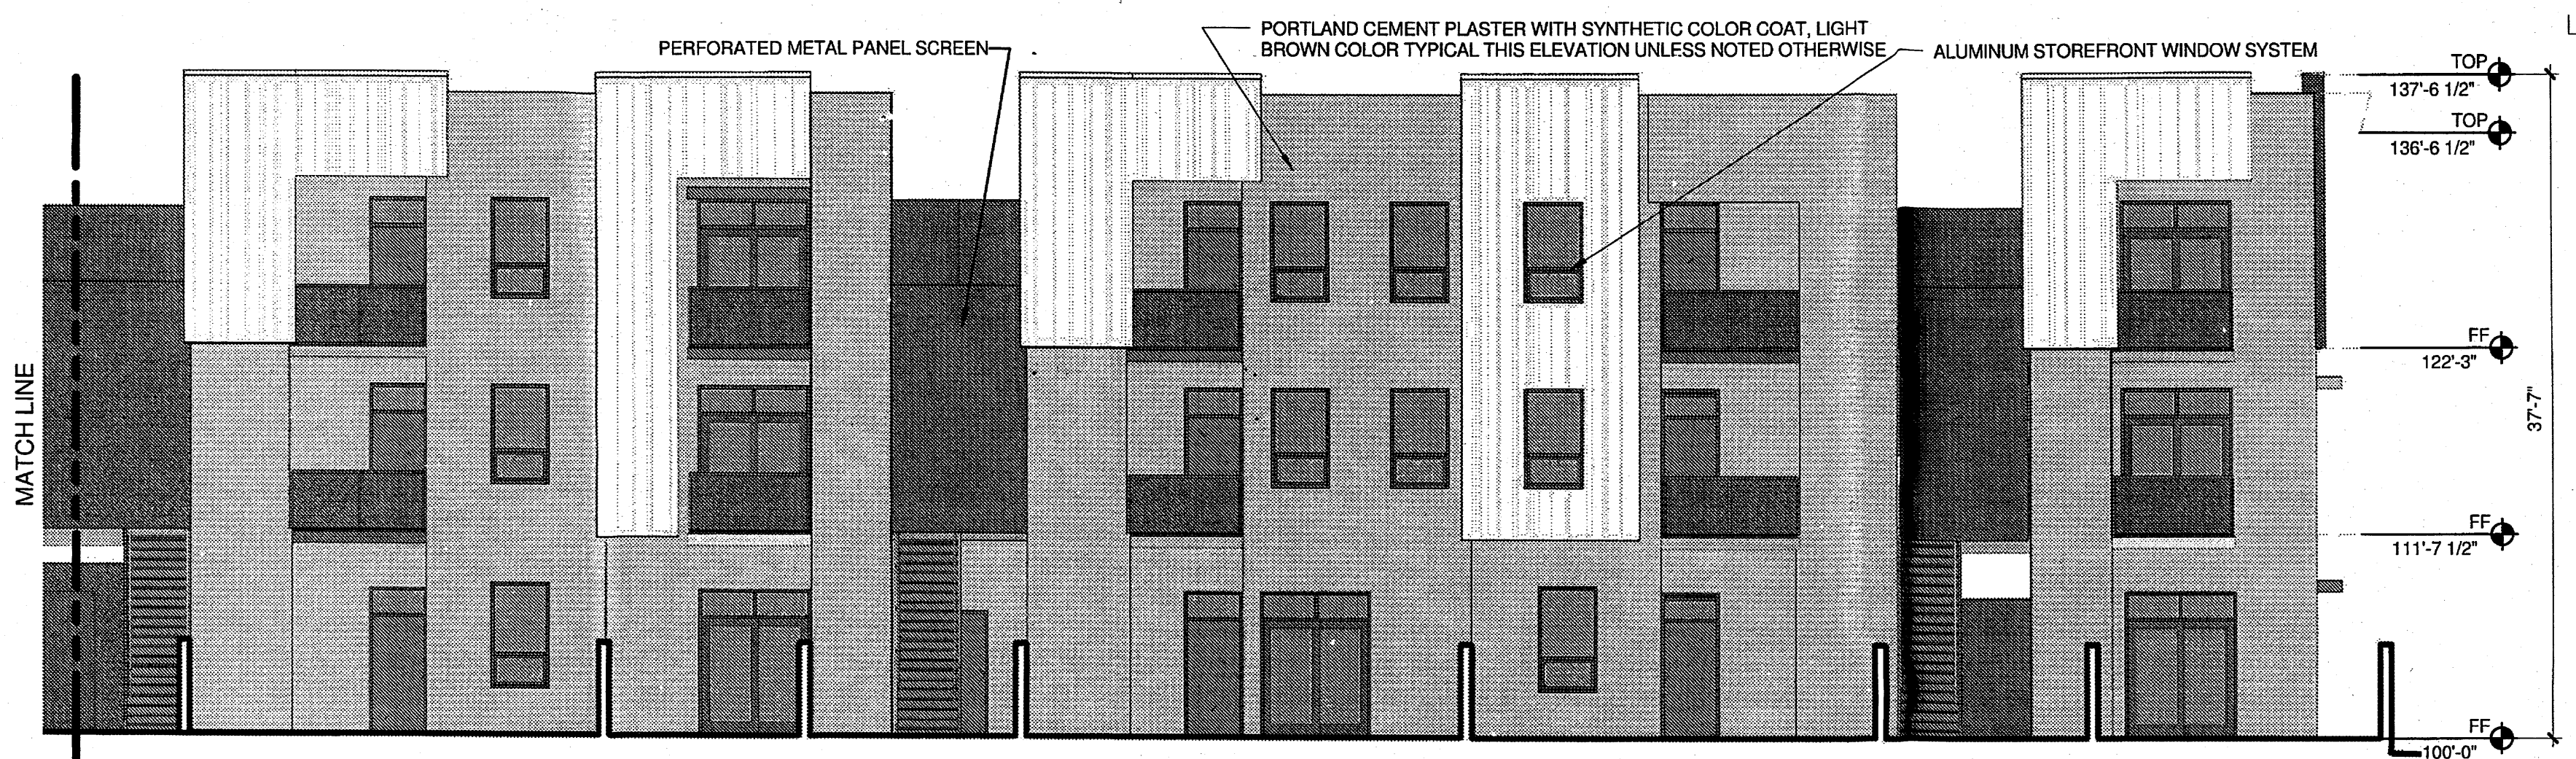 PORTLAND CEMENT PLASTER WITH SYNTHETIC COLOR COAT, LIGHT
BROWN COLOR TYPICAL THIS ELEVATION UNLESS NOTED OTHERWISE
PERFORATED METAL PANEL SCREEN
ALUMINUM STOREFRONT WINDOW SYSTEM
TOP
137'-6 1/2"
TOP
136'-6 1/2"
FF
122'-3"
MATCH LINE
37'-7"
FF
111'-7 1/2"
FF
100'-0"